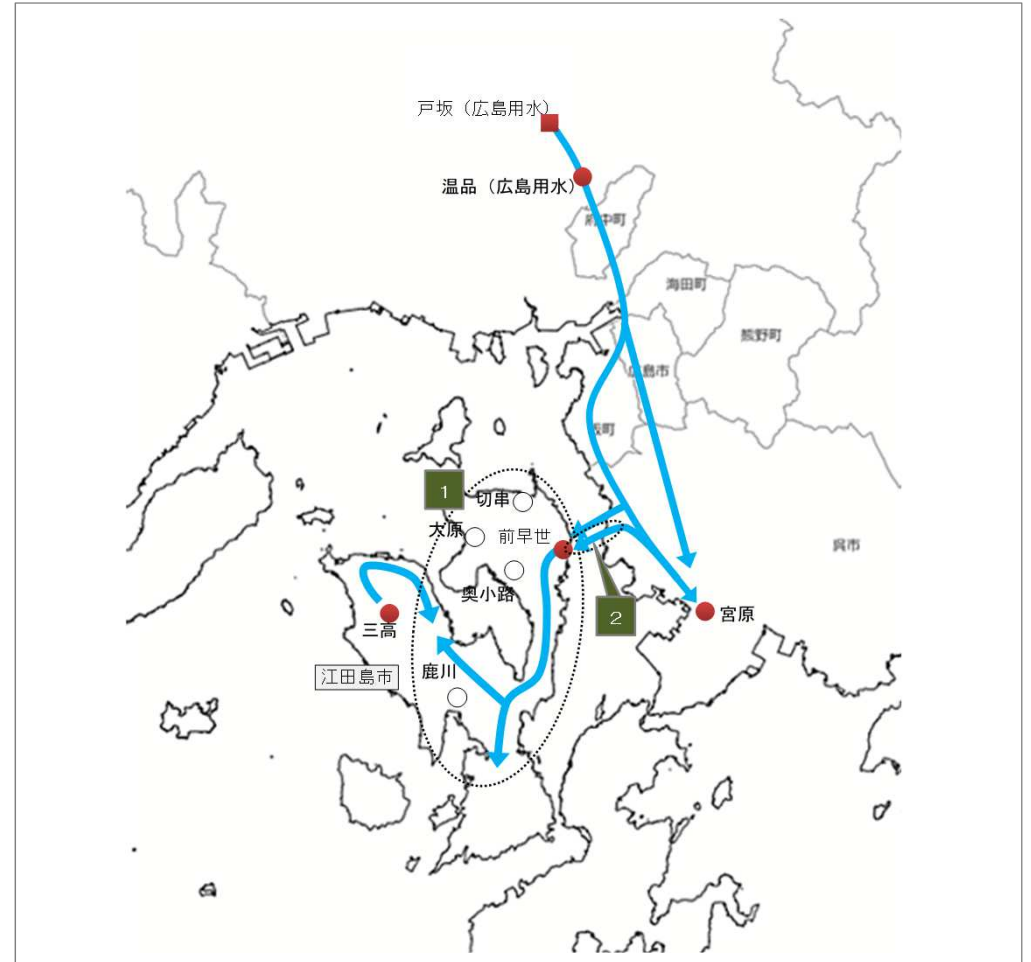 戸坂（広島用水）
温品（広島用水）
府中町
海田町
熊野町
広島市
坂町
1
切串
大原
前早世
呉市
奥小路
2
宮原
三高
鹿川
江田島市